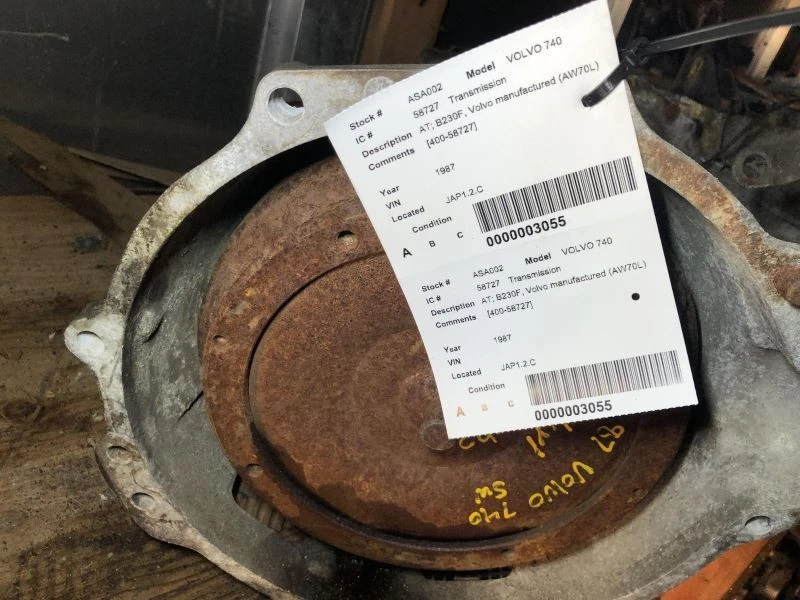 Stock # ASA002 Model VOLVO 740
IC # 58727 Transmission
Description AT; B230F, Volvo manufactured (AW70L)
Comments [400-58727]
Year 1987
VIN
Located JAP1.2.C
Condition
A B C
0000003055
Stock # ASA002 Model VOLVO 740
IC # 58727 Transmission
Description AT; B230F, Volvo manufactured (AW70L)
Comments [400-58727]
Year 1987
VIN
Located JAP1.2.C
Condition
A B C
0000003055
87 Volvo 740